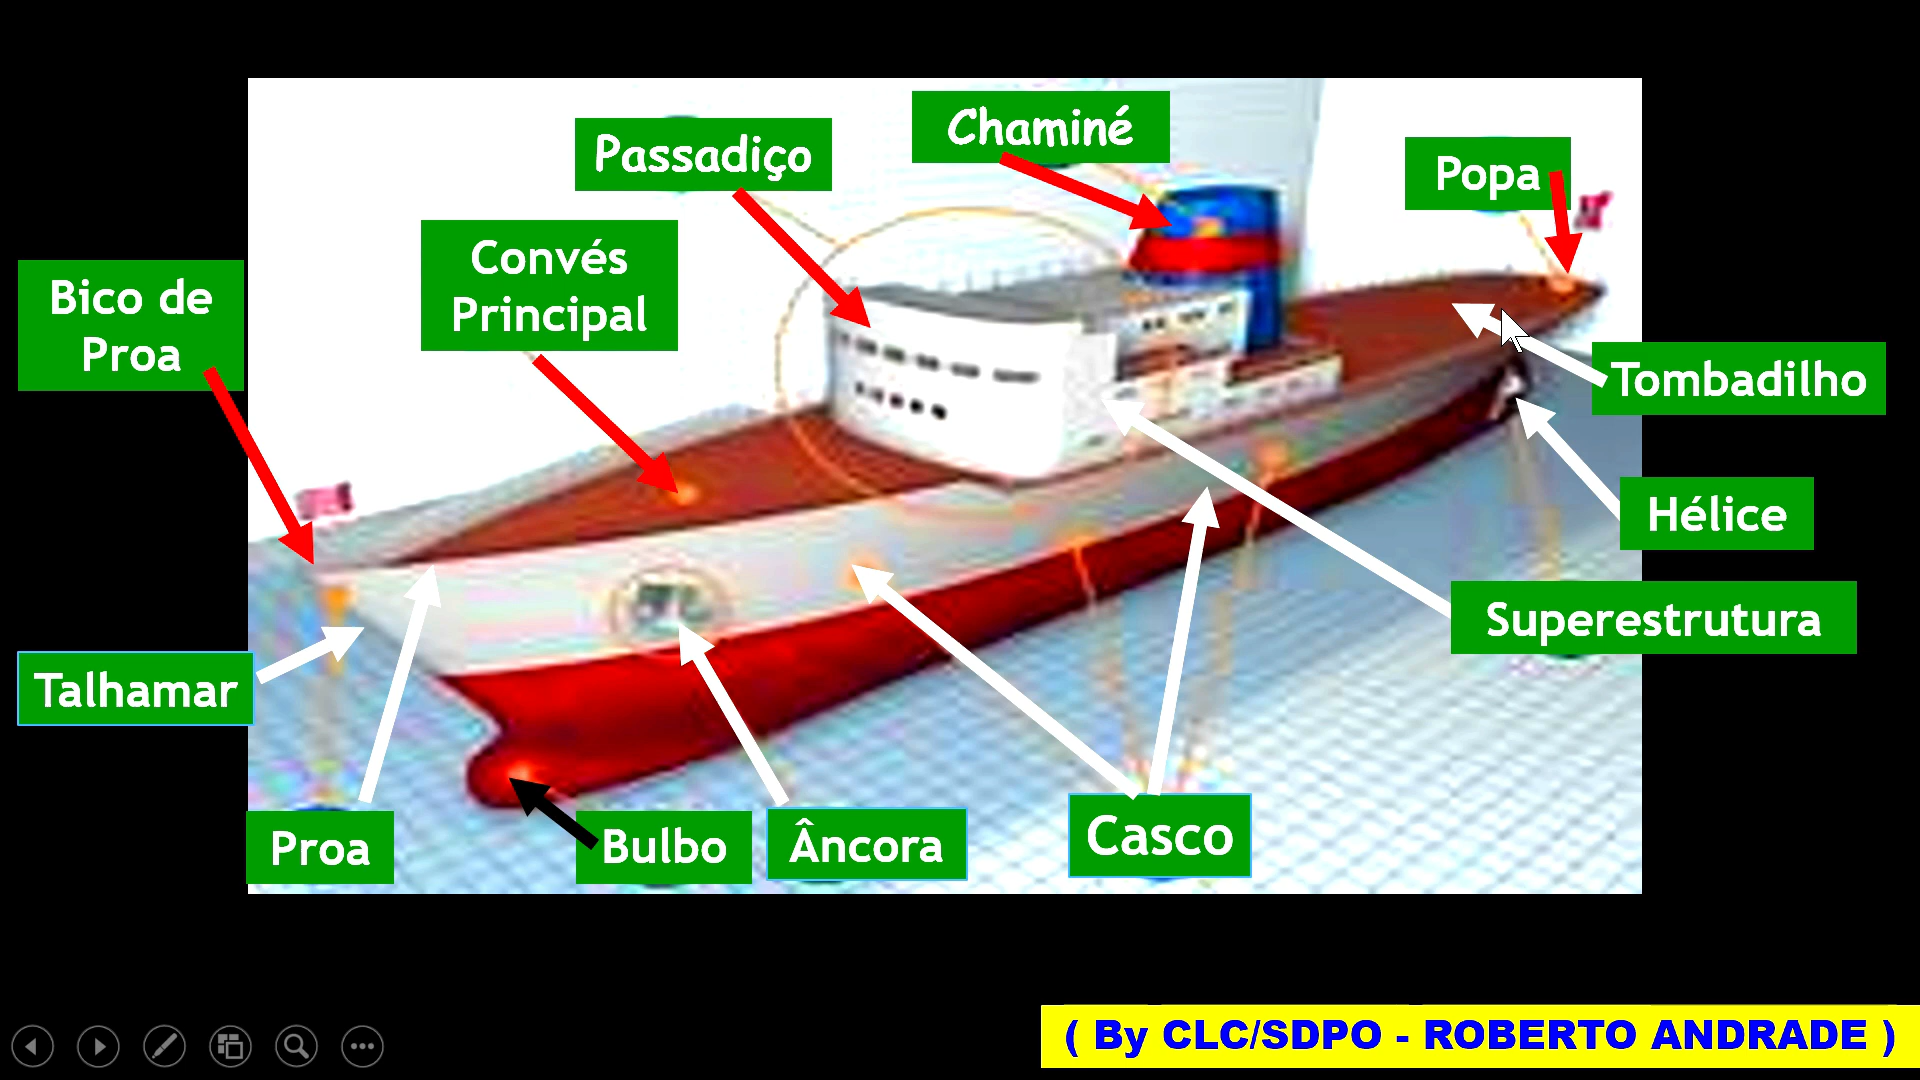 Chaminé
Passadiço
Popa
Convés
Principal
Bico de
Proa
Tombadilho
Hélice
Superestrutura
Talhamar
Proa
Bulbo
Âncora
Casco
( By CLC/SDPO - ROBERTO ANDRADE )